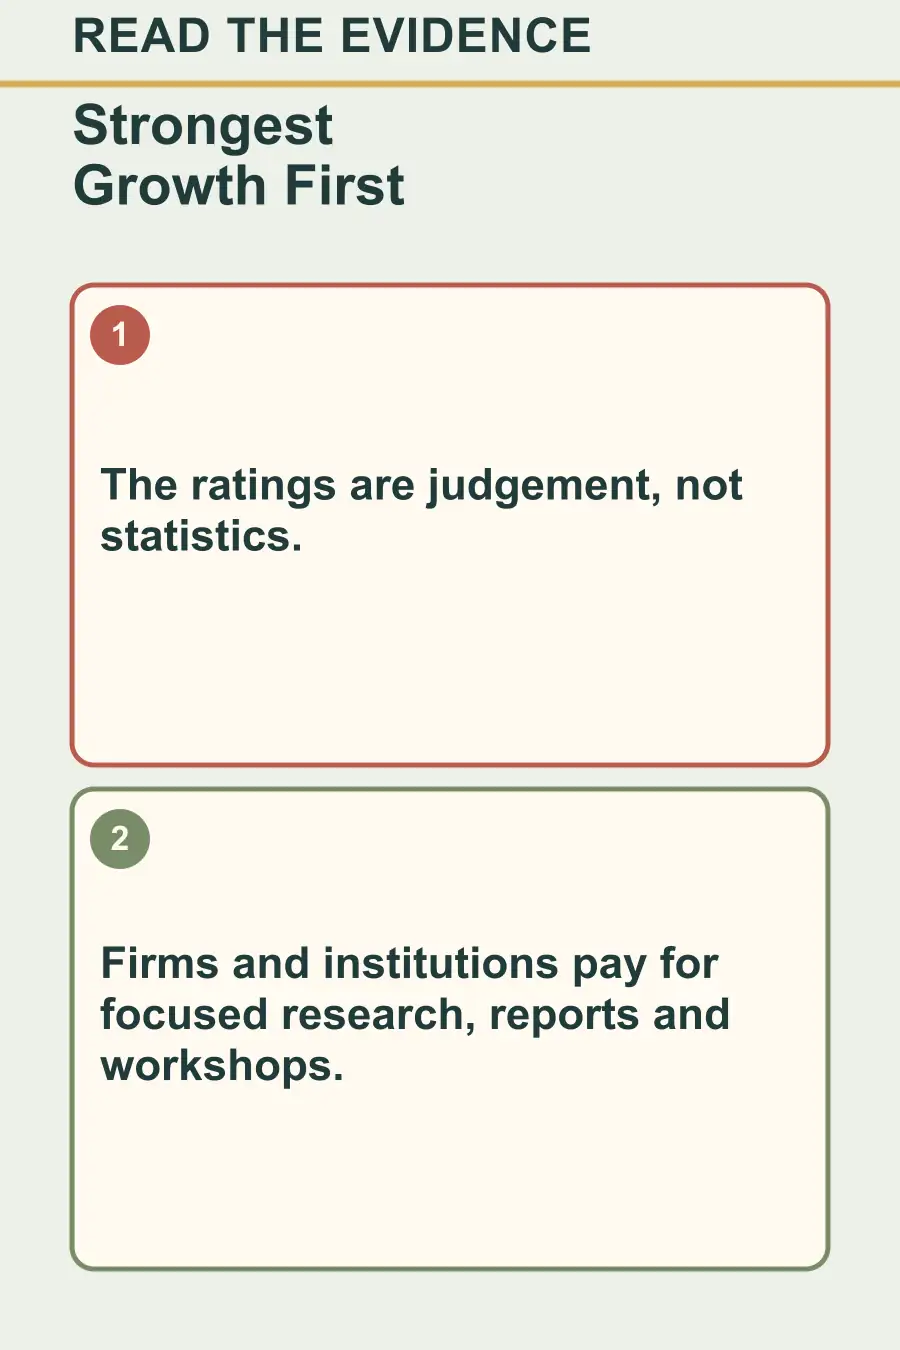 READ THE EVIDENCE
Strongest
Growth First
1
The ratings are judgement, not
statistics.
2
Firms and institutions pay for
focused research, reports and
workshops.